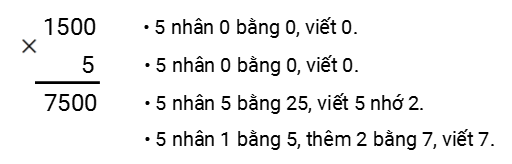 1500 • 5 nhân 0 bằng 0, viết 0.
×
5 • 5 nhân 0 bằng 0, viết 0.
7500 • 5 nhân 5 bằng 25, viết 5 nhớ 2.
• 5 nhân 1 bằng 5, thêm 2 bằng 7, viết 7.